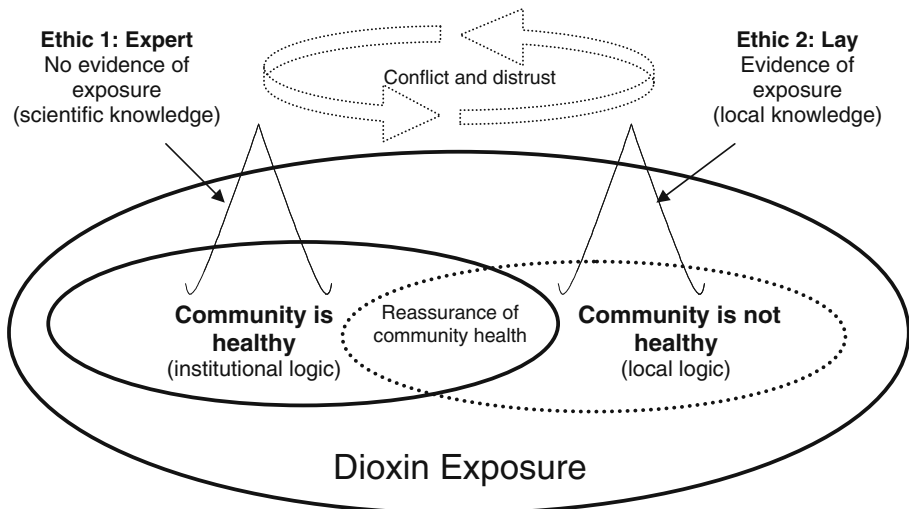 Ethic 1: Expert
No evidence of
exposure
(scientific knowledge)
Conflict and distrust
Ethic 2: Lay
Evidence of
exposure
(local knowledge)
Community is
healthy
(institutional logic)
Reassurance of
community health
Community is not
healthy
(local logic)
Dioxin Exposure